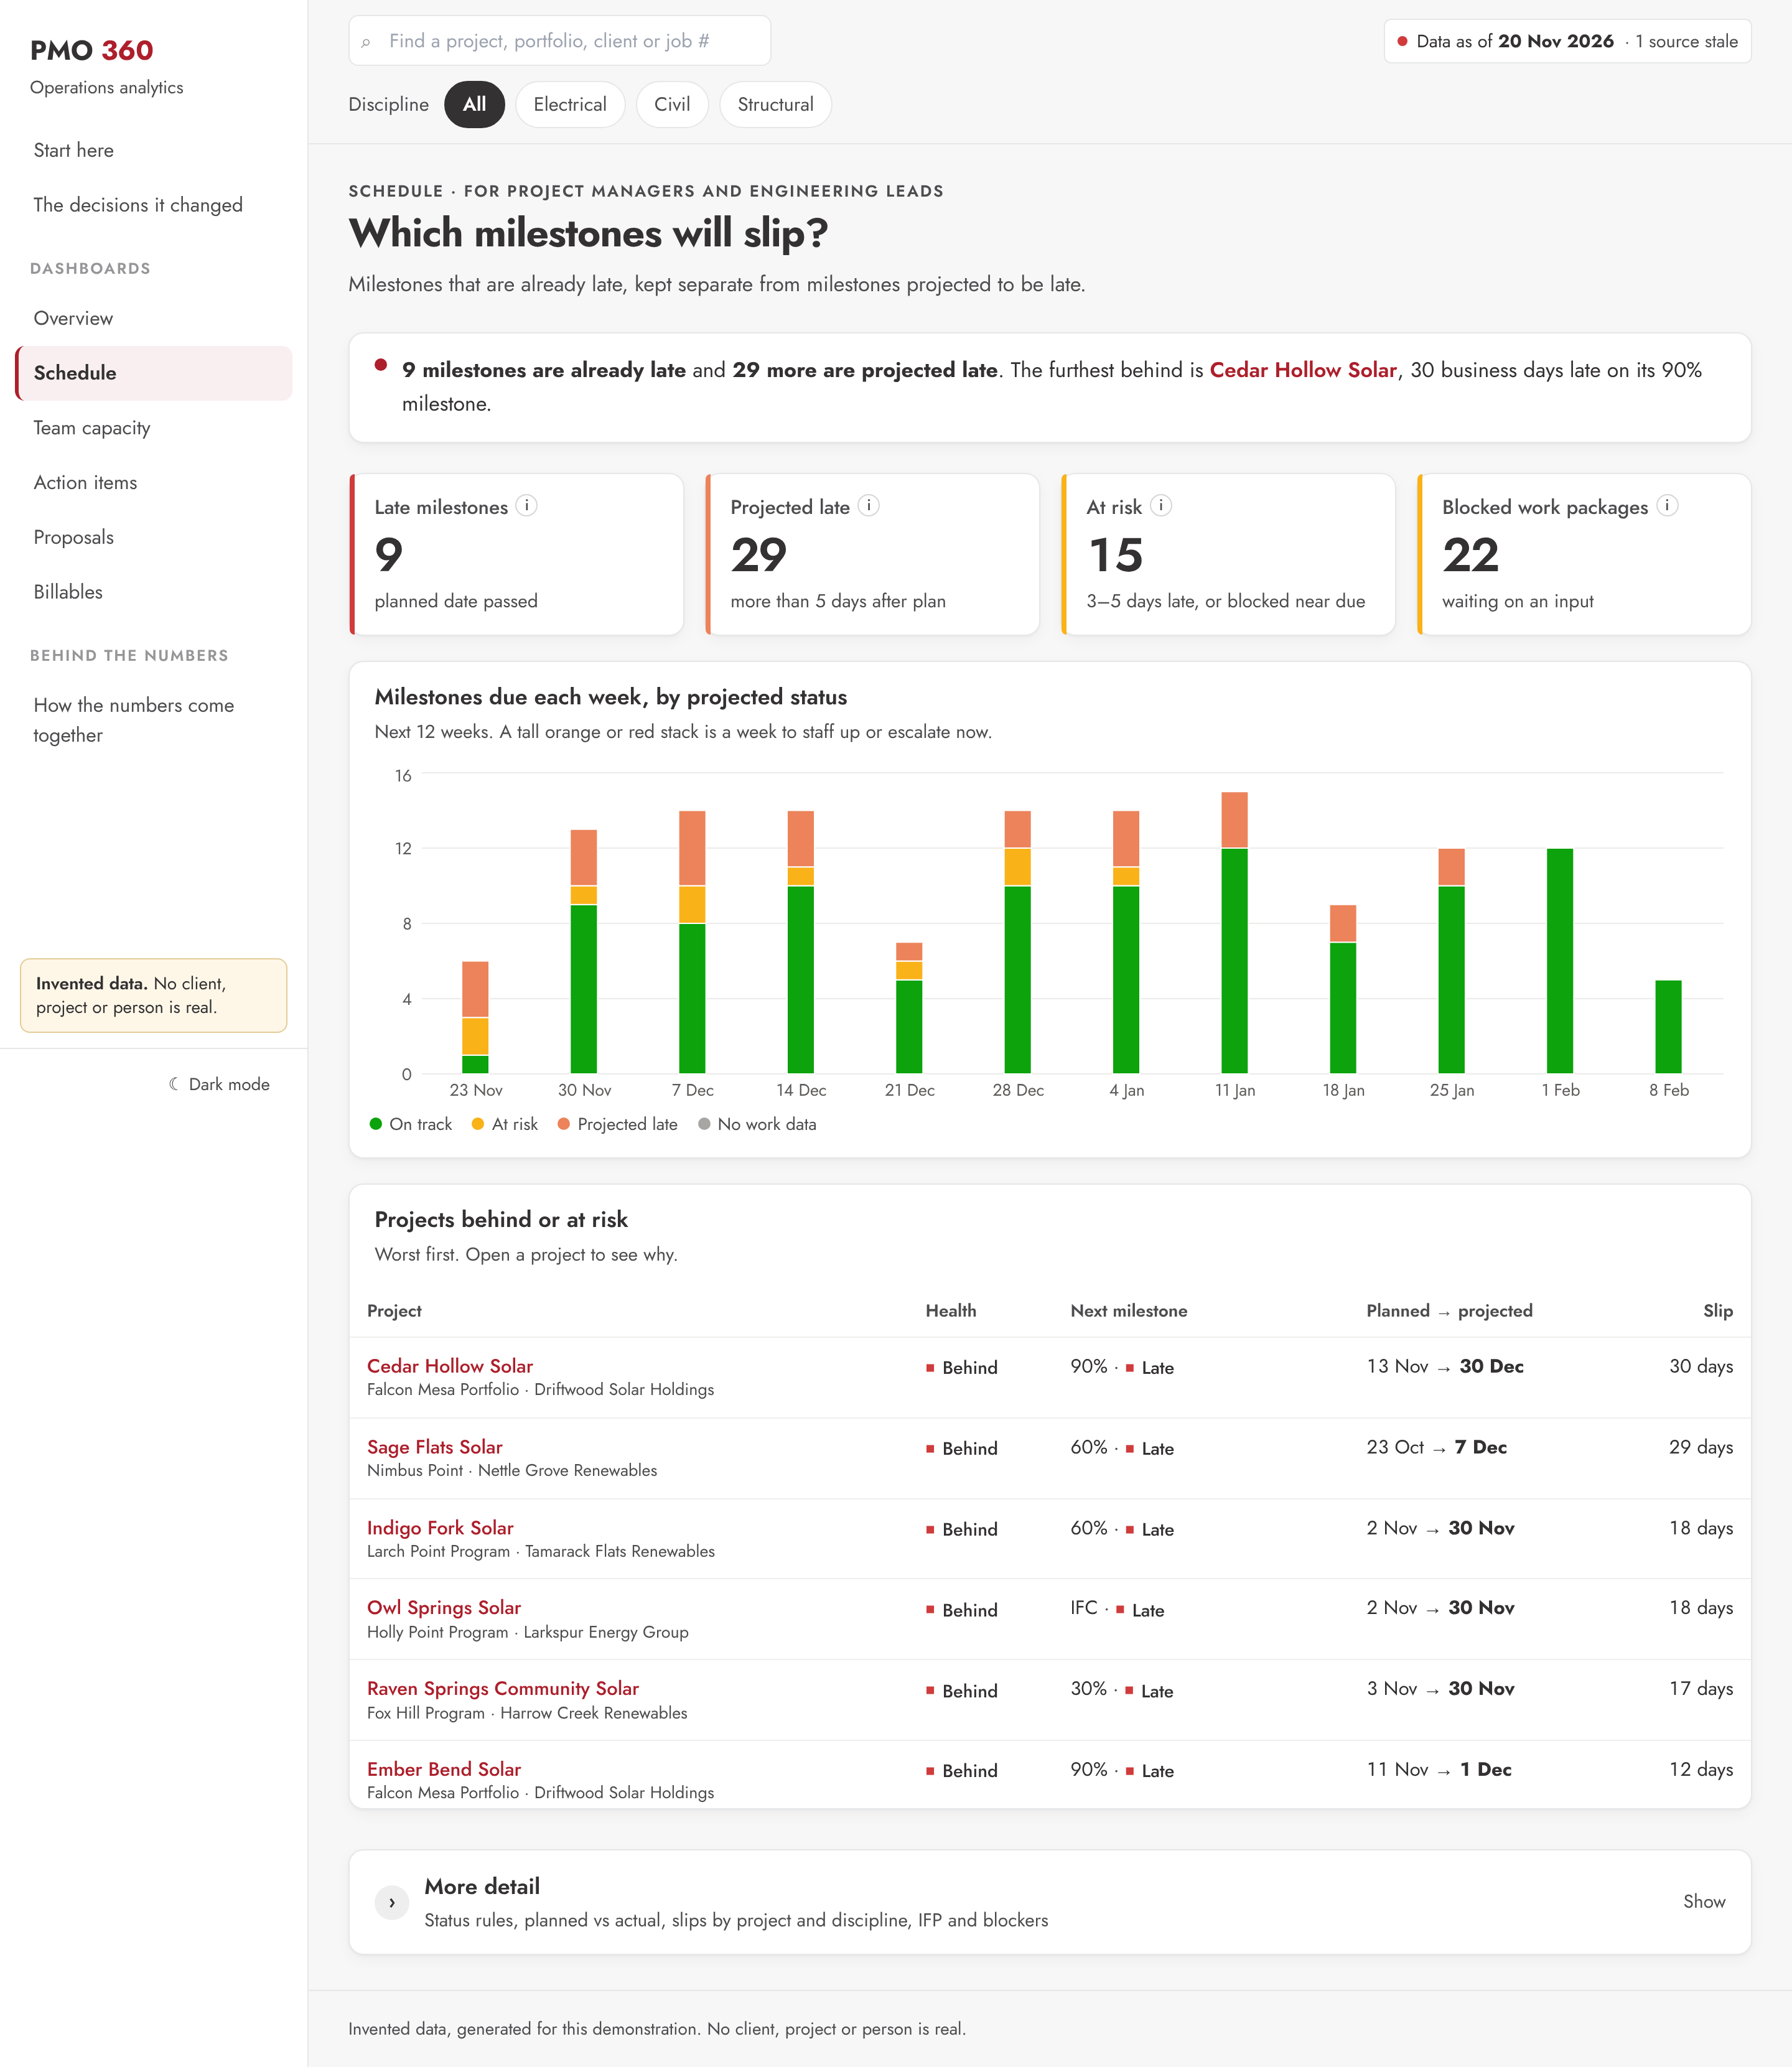 PMO 360
Operations analytics
Start here
The decisions it changed
DASHBOARDS
Overview
Schedule
Team capacity
Action items
Proposals
Billables
BEHIND THE NUMBERS
How the numbers come
together
Invented data. No client,
project or person is real.
☾ Dark mode
Find a project, portfolio, client or job #
Data as of 20 Nov 2026 · 1 source stale
Discipline All Electrical Civil Structural
SCHEDULE · FOR PROJECT MANAGERS AND ENGINEERING LEADS
Which milestones will slip?
Milestones that are already late, kept separate from milestones projected to be late.
9 milestones are already late and 29 more are projected late. The furthest behind is Cedar Hollow Solar, 30 business days late on its 90%
milestone.
Late milestones i
9
planned date passed
Projected late i
29
more than 5 days after plan
At risk i
15
3–5 days late, or blocked near due
Blocked work packages i
22
waiting on an input
Milestones due each week, by projected status
Next 12 weeks. A tall orange or red stack is a week to staff up or escalate now.
16
12
8
4
0
23 Nov 30 Nov 7 Dec 14 Dec 21 Dec 28 Dec 4 Jan 11 Jan 18 Jan 25 Jan 1 Feb 8 Feb
On track At risk Projected late No work data
Projects behind or at risk
Worst first. Open a project to see why.
Project Health Next milestone Planned → projected Slip
Cedar Hollow Solar Behind 90% · Late 13 Nov → 30 Dec 30 days
Falcon Mesa Portfolio · Driftwood Solar Holdings
Sage Flats Solar Behind 60% · Late 23 Oct → 7 Dec 29 days
Nimbus Point · Nettle Grove Renewables
Indigo Fork Solar Behind 60% · Late 2 Nov → 30 Nov 18 days
Larch Point Program · Tamarack Flats Renewables
Owl Springs Solar Behind IFC · Late 2 Nov → 30 Nov 18 days
Holly Point Program · Larkspur Energy Group
Raven Springs Community Solar Behind 30% · Late 3 Nov → 30 Nov 17 days
Fox Hill Program · Harrow Creek Renewables
Ember Bend Solar Behind 90% · Late 11 Nov → 1 Dec 12 days
Falcon Mesa Portfolio · Driftwood Solar Holdings
More detail
Status rules, planned vs actual, slips by project and discipline, IFP and blockers
Show
Invented data, generated for this demonstration. No client, project or person is real.